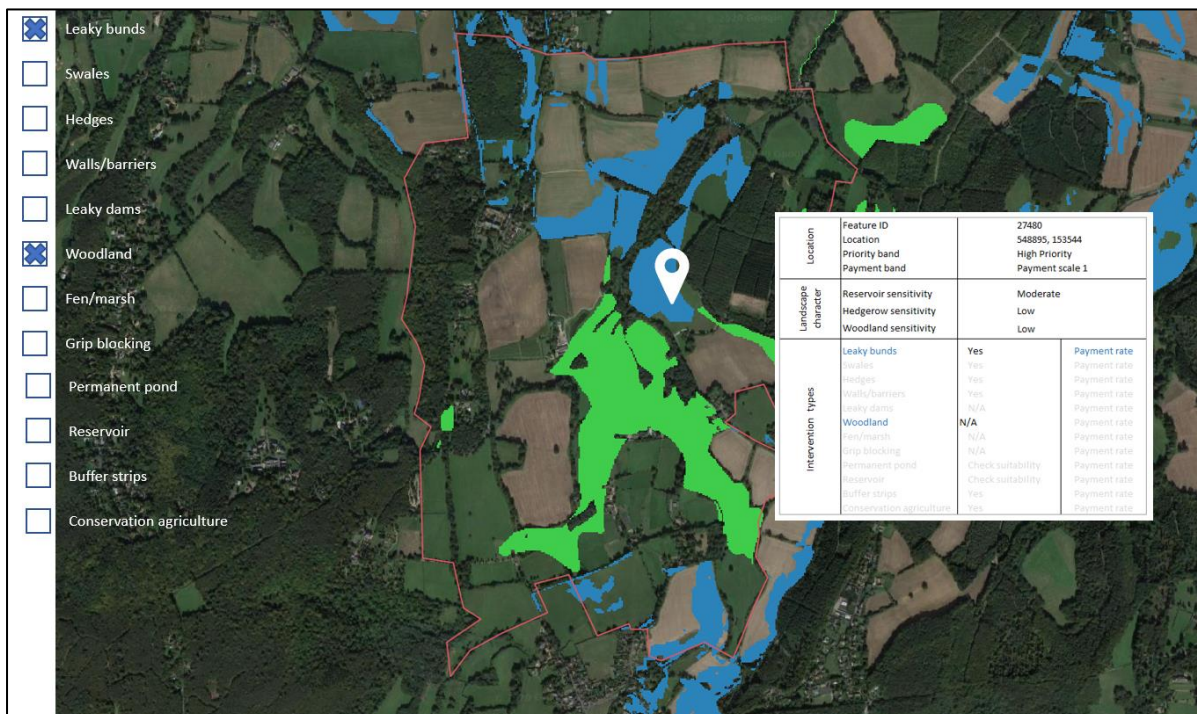 Leaky bunds
Swales
Hedges
Walls/barriers
Leaky dams
Woodland
Fen/marsh
Grip blocking
Permanent pond
Reservoir
Buffer strips
Conservation agriculture
Location
Feature ID 27480
Location 548895, 153544
Priority band High Priority
Payment band Payment scale 1
Landscape character
Reservoir sensitivity Moderate
Hedgerow sensitivity Low
Woodland sensitivity Low
Intervention types
Leaky bunds Yes Payment rate
Swales Yes Payment rate
Hedges Yes Payment rate
Walls/barriers Yes Payment rate
Leaky dams N/A Payment rate
Woodland N/A Payment rate
Fen/marsh N/A Payment rate
Grip blocking N/A Payment rate
Permanent pond Check suitability Payment rate
Reservoir Check suitability Payment rate
Buffer strips Yes Payment rate
Conservation agriculture Yes Payment rate